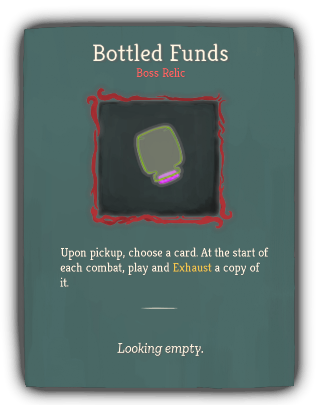 Bottled Funds
Boss Relic
Upon pickup, choose a card. At the start of
each combat, play and Exhaust a copy of
it.
Looking empty.